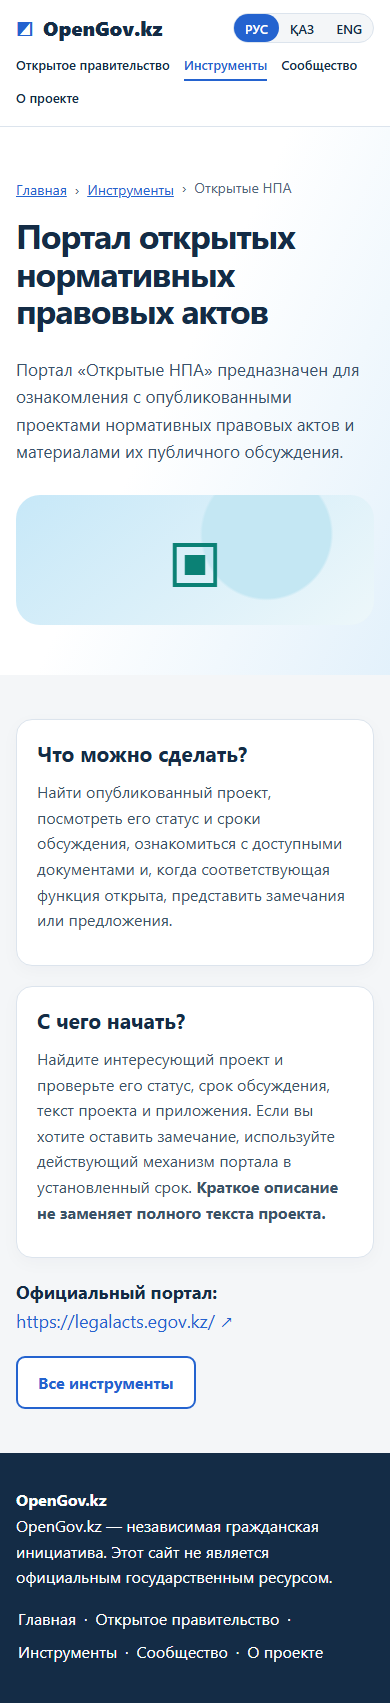 OpenGov.kz
РУС ҚАЗ ENG
Открытое правительство Инструменты Сообщество
О проекте
Главная › Инструменты › Открытые НПА
Портал открытых
нормативных
правовых актов
Портал «Открытые НПА» предназначен для
ознакомления с опубликованными
проектами нормативных правовых актов и
материалами их публичного обсуждения.
Что можно сделать?
Найти опубликованный проект,
посмотреть его статус и сроки
обсуждения, ознакомиться с доступными
документами и, когда соответствующая
функция открыта, представить замечания
или предложения.
С чего начать?
Найдите интересующий проект и
проверьте его статус, срок обсуждения,
текст проекта и приложения. Если вы
хотите оставить замечание, используйте
действующий механизм портала в
установленный срок. Краткое описание
не заменяет полного текста проекта.
Официальный портал:
https://legalacts.egov.kz/ ↗
Все инструменты
OpenGov.kz
OpenGov.kz — независимая гражданская
инициатива. Этот сайт не является
официальным государственным ресурсом.
Главная · Открытое правительство ·
Инструменты · Сообщество · О проекте